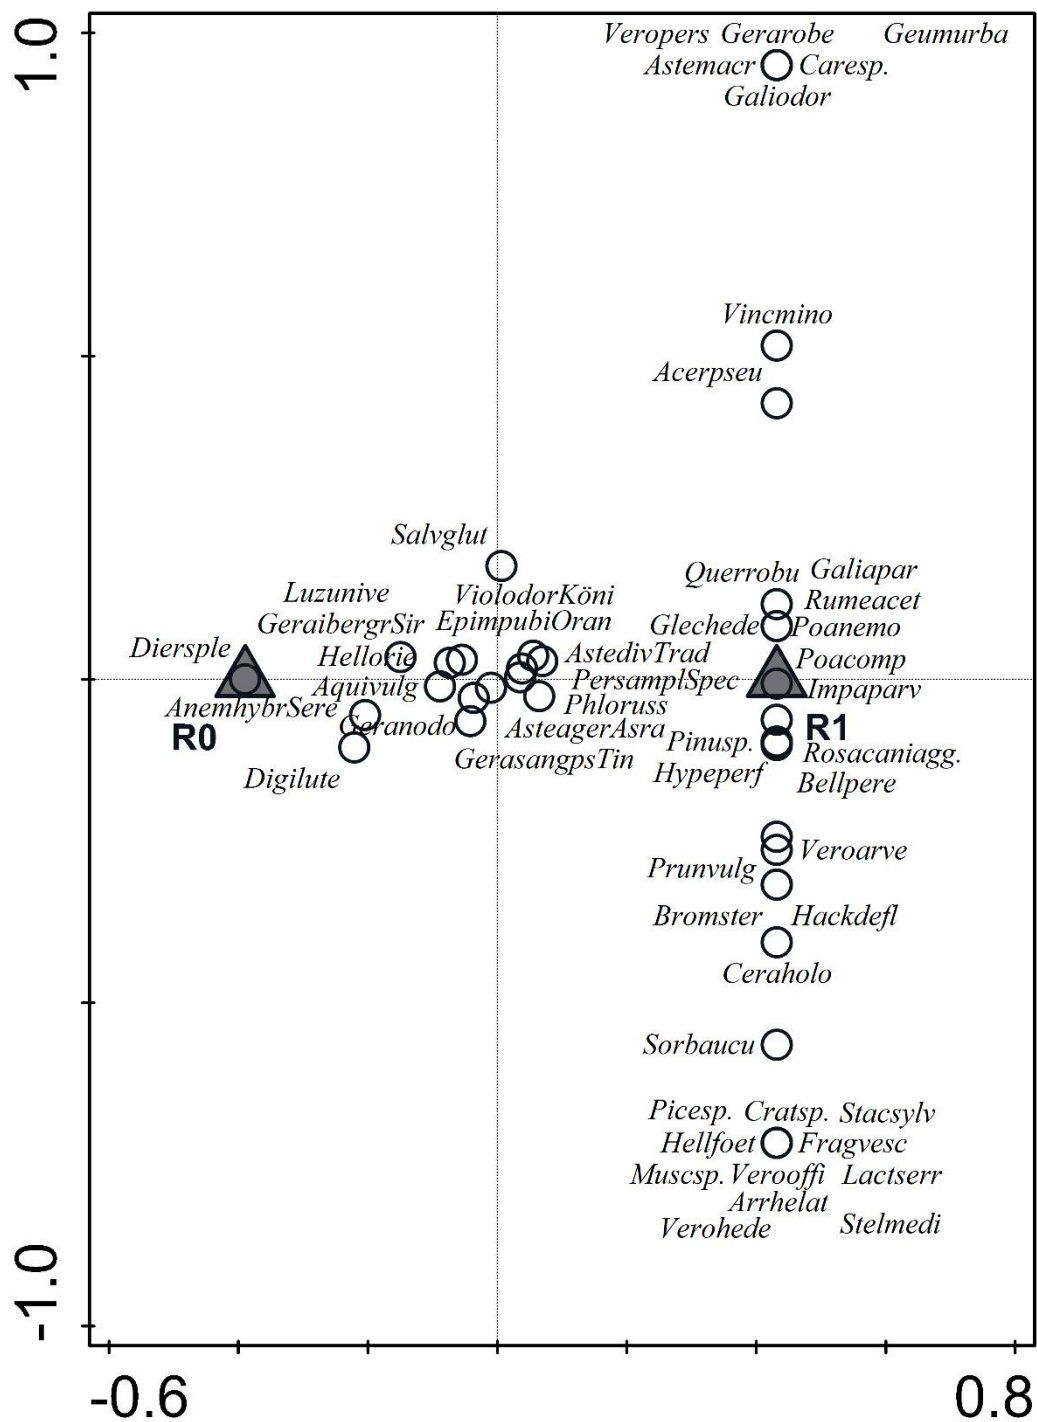 1.0
Veropers Gerarobe Geumurba
Astemacr Caresp.
Galiodor
Vincmino
Acerpseu
Salvglut
Querrobu Galiapar
Luzunive ViolodorKöni Rumeacet
GeraibergrSir EpimpubiOran Glechede Poanemo
Diersple Hellorie AstedivTrad Poacomp
Aquivulg PersamplSpec Impaparv
AnemhybrSere Phloruss
R0 Geranodo AsteagerAsra R1
Pinusp. Rosacaniagg.
GerasangpsTin
Digilute Hypeperf Bellpere
Veroarve
Prunvulg
Bromster Hackdefl
Ceraholo
Sorbaucu
Picesp. Cratsp. Stacsylv
Hellfoet Fragvesc
Muscsp. Verooffi Lactserr
Arrhelat
Verohede Stelmedi
-1.0
-0.6 0.8